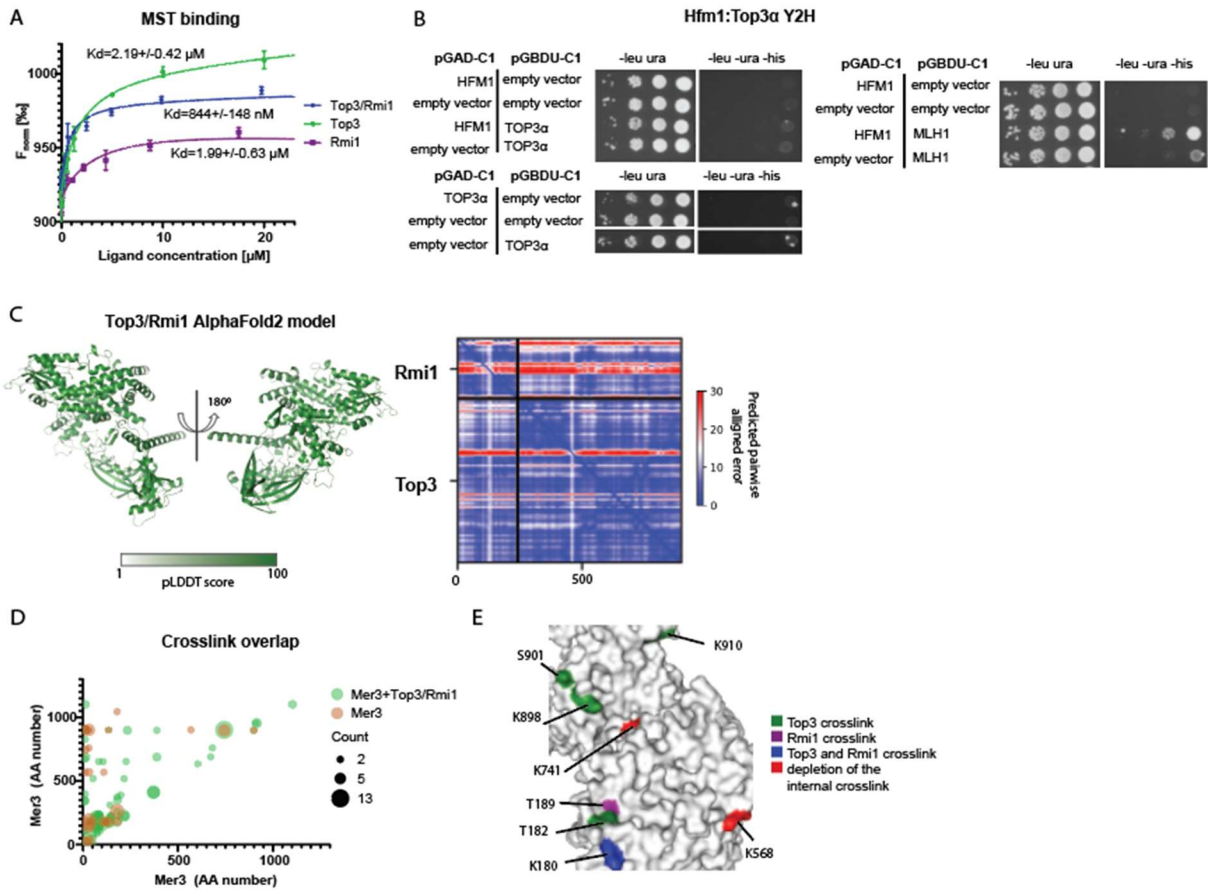 A
MST binding
Kd=2.19+/-0.42 µM
Kd=844+/-148 nM
Kd=1.99+/-0.63 µM
Top3/Rmi1
Top3
Rmi1
Fnorm [‰]
1000
950
900
0
10
20
Ligand concentration [µM]
B
Hfm1:Top3α Y2H
pGAD-C1 pGBDU-C1 -leu ura -leu -ura -his
HFM1 empty vector
empty vector empty vector
HFM1 TOP3α
empty vector TOP3α
pGAD-C1 pGBDU-C1 -leu ura -leu -ura -his
TOP3α empty vector
empty vector empty vector
empty vector TOP3α
pGAD-C1 pGBDU-C1 -leu ura -leu -ura -his
HFM1 empty vector
empty vector empty vector
HFM1 MLH1
empty vector MLH1
C
Top3/Rmi1 AlphaFold2 model
180º
1
100
pLDDT score
Rmi1
Top3
0
500
30
20
10
0
Predicted pairwise
alligned error
D
Crosslink overlap
Mer3 (AA number)
1000
500
0
0
500
1000
Mer3 (AA number)
Mer3+Top3/Rmi1
Mer3
Count
2
5
13
E
K910
S901
K898
K741
T189
T182
K180
K568
Top3 crosslink
Rmi1 crosslink
Top3 and Rmi1 crosslink
depletion of the
internal crosslink